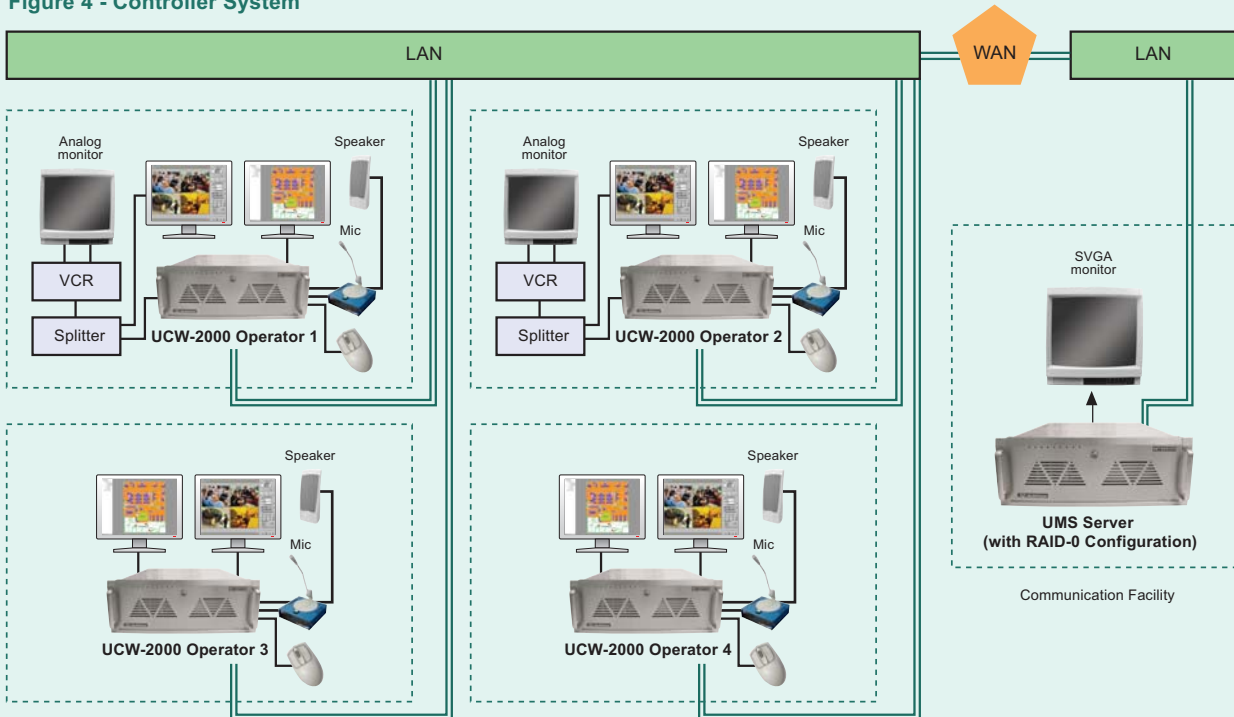 Figure 4 - Controller System
LAN
WAN
LAN
Analog
monitor
Speaker
Mic
VCR
Splitter
UCW-2000 Operator 1
Analog
monitor
Speaker
Mic
VCR
Splitter
UCW-2000 Operator 2
SVGA
monitor
UMS Server
(with RAID-0 Configuration)
Communication Facility
Speaker
Mic
UCW-2000 Operator 3
Speaker
Mic
UCW-2000 Operator 4